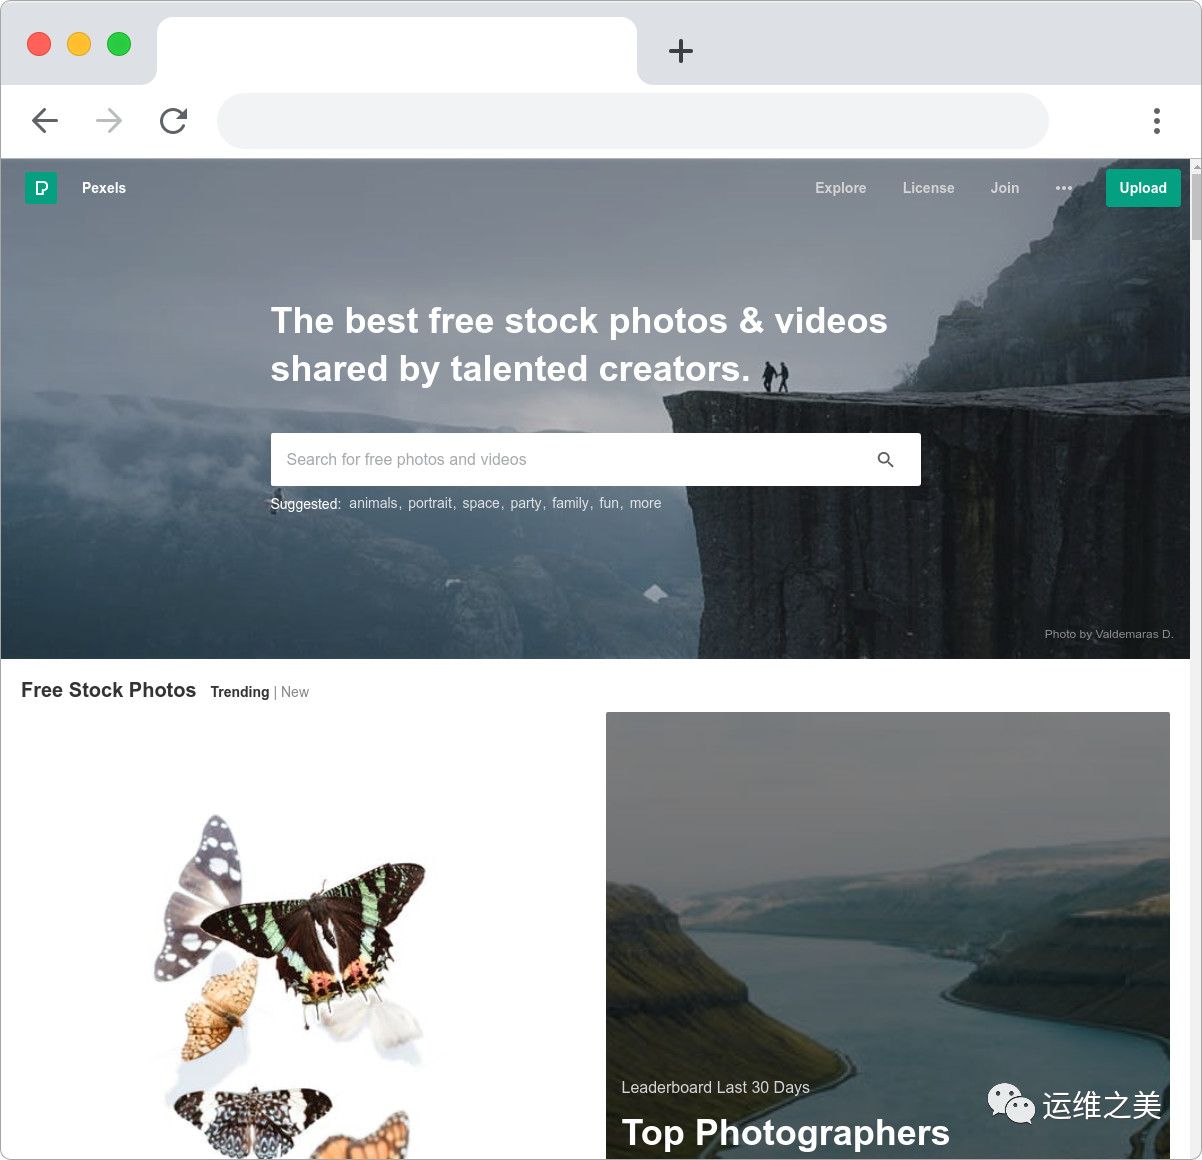 Pexels
Explore License Join ••• Upload
The best free stock photos & videos
shared by talented creators.
Search for free photos and videos
Suggested: animals, portrait, space, party, family, fun, more
Photo by Valdemaras D.
Free Stock Photos Trending | New
Leaderboard Last 30 Days
Top Photographers
运维之美